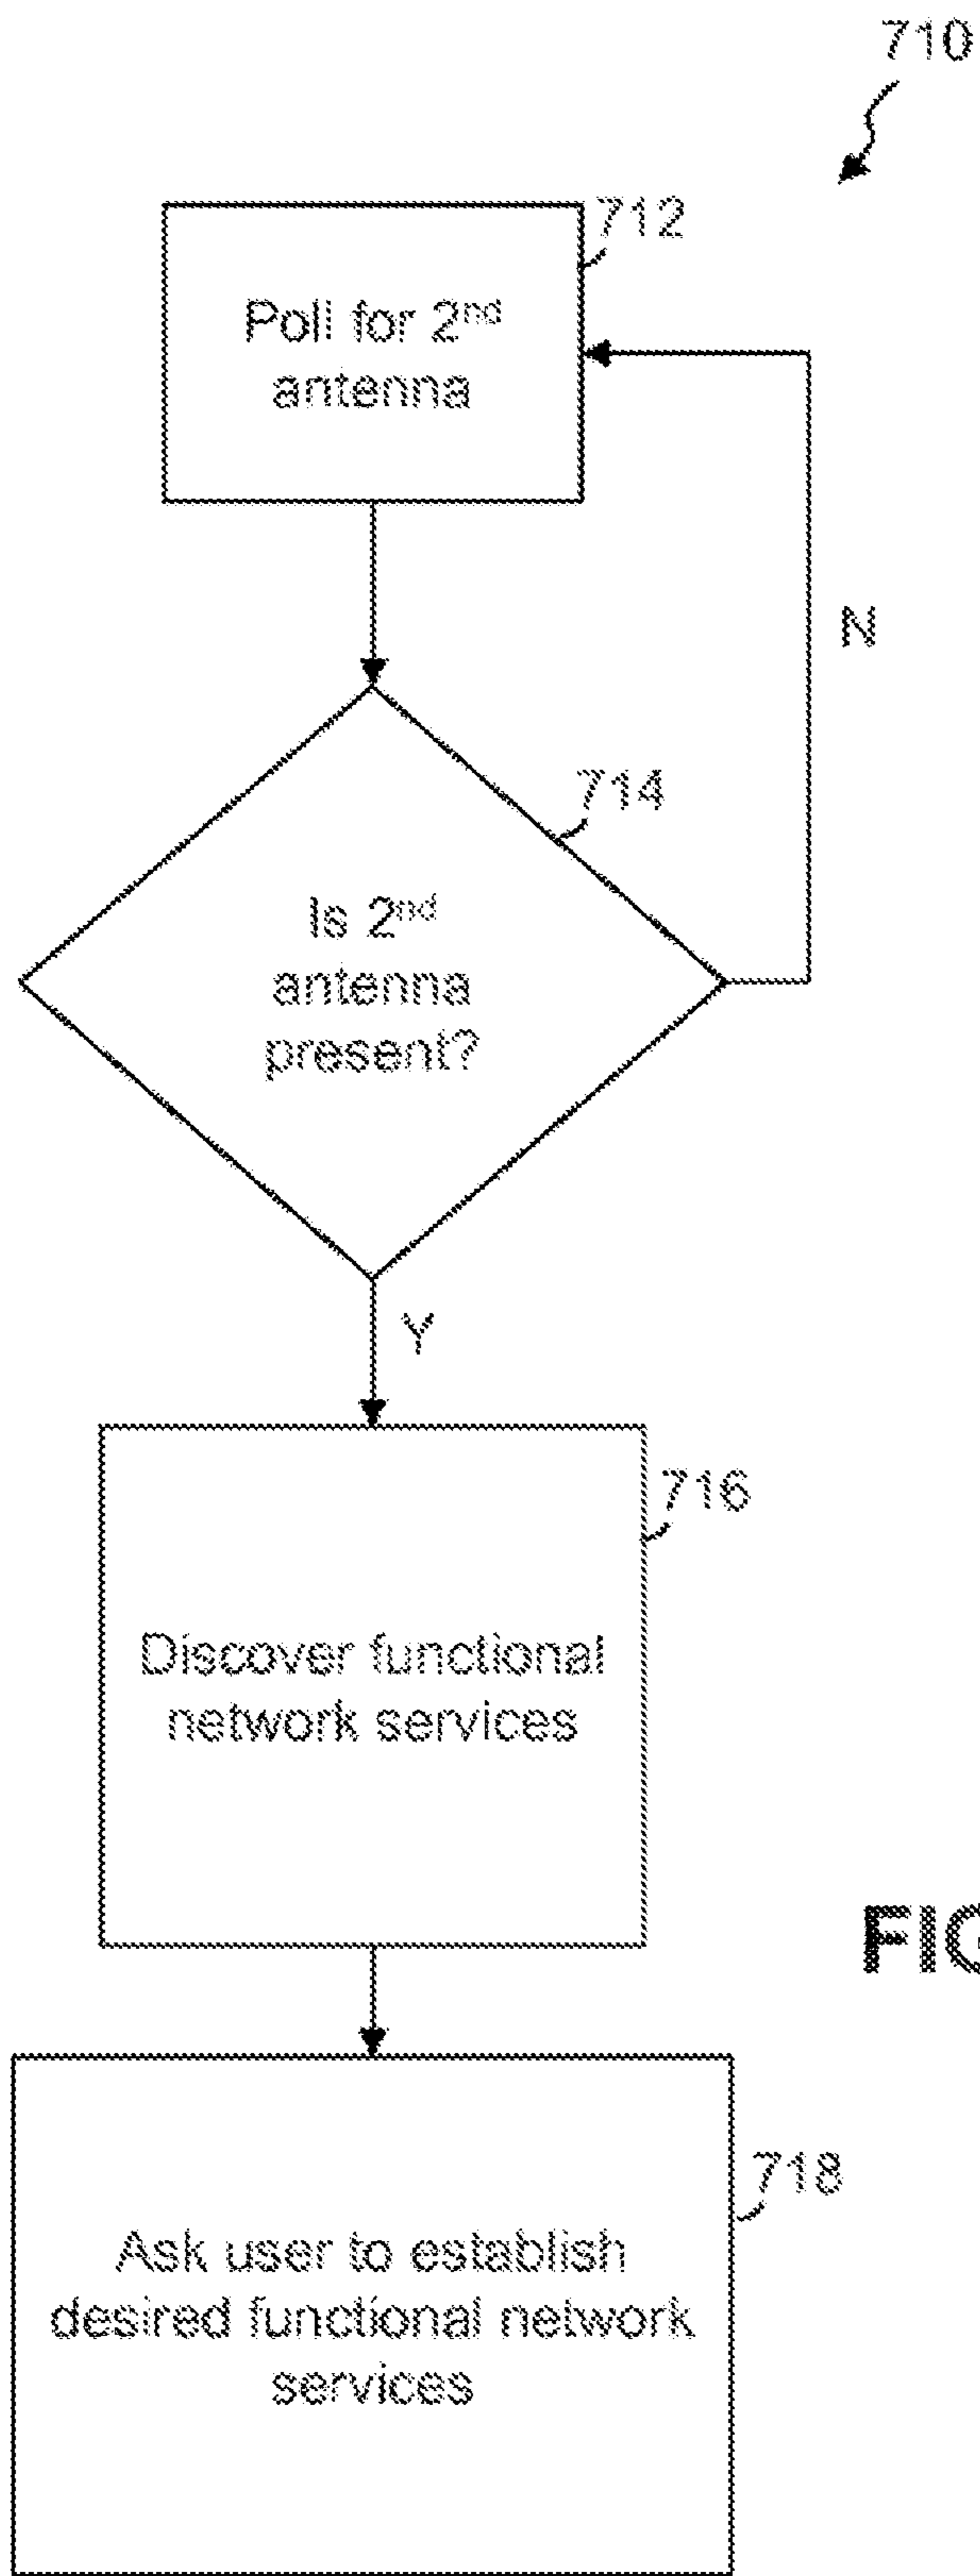 710
712
Poll for 2nd
antenna
N
714
Is 2nd
antenna
present?
Y
716
Discover functional
network services
FIG
718
Ask user to establish
desired functional network
services